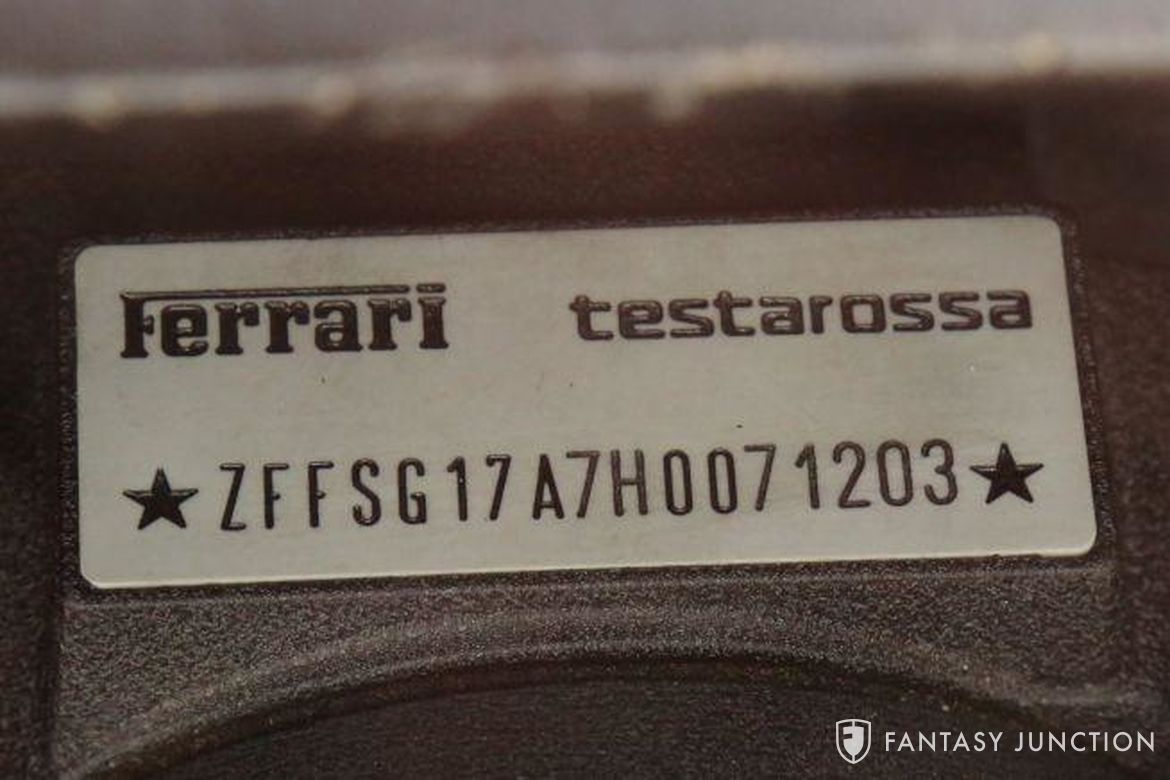 Ferrari testarossa
★ ZFFSG17A7H0071203 ★
FANTASY JUNCTION